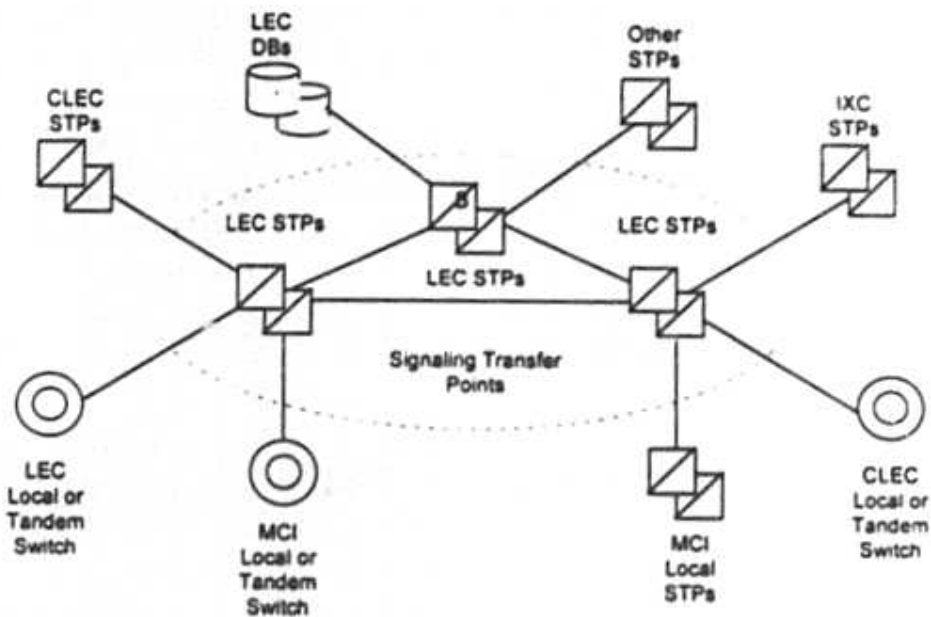 LEC
DBs
Other
STPs
CLEC
STPs
IXC
STPs
LEC STPs
LEC STPs
LEC STPs
Signaling Transfer
Points
LEC
Local or
Tandem
Switch
MCI
Local or
Tandem
Switch
MCI
Local
STPs
CLEC
Local or
Tandem
Switch